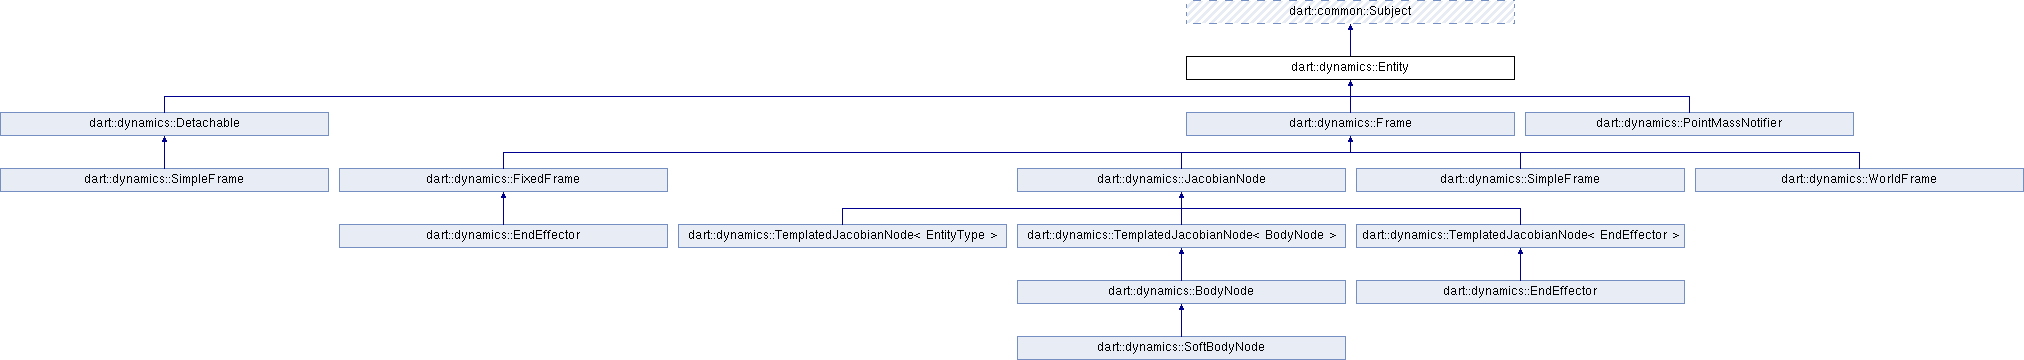 dart::common::Subject
dart::dynamics::Entity
dart::dynamics::Detachable
dart::dynamics::Frame
dart::dynamics::PointMassNotifier
dart::dynamics::SimpleFrame
dart::dynamics::FixedFrame
dart::dynamics::JacobianNode
dart::dynamics::SimpleFrame
dart::dynamics::WorldFrame
dart::dynamics::EndEffector
dart::dynamics::TemplatedJacobianNode< EntityType >
dart::dynamics::TemplatedJacobianNode< BodyNode >
dart::dynamics::TemplatedJacobianNode< EndEffector >
dart::dynamics::BodyNode
dart::dynamics::EndEffector
dart::dynamics::SoftBodyNode